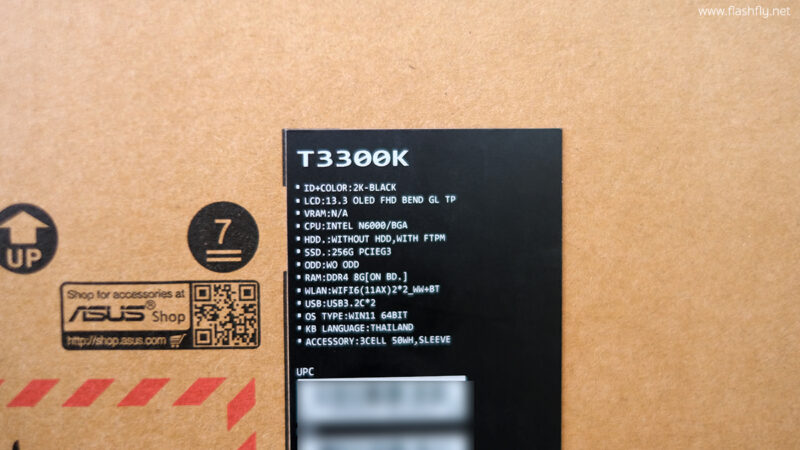 www.flashfly.net
T3300K
▪ ID+COLOR:2K-BLACK
▪ LCD:13.3 OLED FHD BEND GL TP
▪ VRAM:N/A
▪ CPU:INTEL N6000/BGA
▪ HDD.:WITHOUT HDD,WITH FTPM
▪ SSD.:256G PCIEG3
▪ ODD:WO ODD
▪ RAM:DDR4 8G[ON BD.]
▪ WLAN:WIFI6(11AX)2*2_WW+BT
▪ USB:USB3.2C*2
▪ OS TYPE:WIN11 64BIT
▪ KB LANGUAGE:THAILAND
▪ ACCESSORY:3CELL 50WH,SLEEVE
UPC
UP
7
Shop for accessories at
ASUS® Shop
http://shop.asus.com